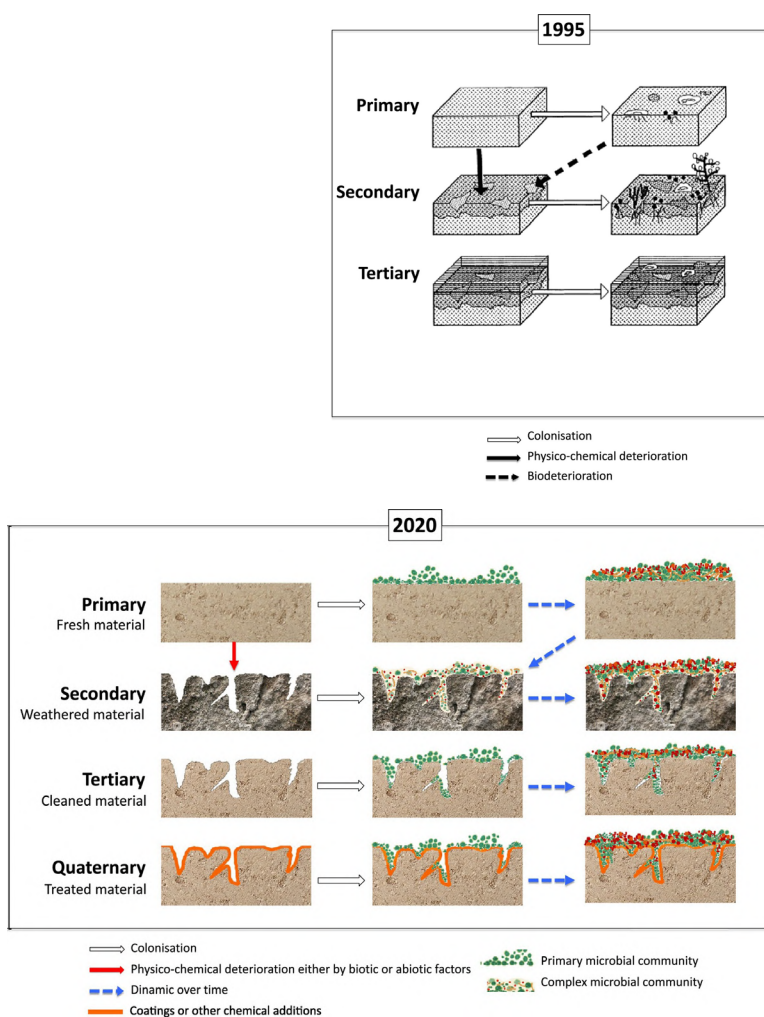 1995
Primary
Secondary
Tertiary
Colonisation
Physico-chemical deterioration
Biodeterioration
2020
Primary
Fresh material
Secondary
Weathered material
Tertiary
Cleaned material
Quaternary
Treated material
Colonisation
Physico-chemical deterioration either by biotic or abiotic factors
Dinamic over time
Coatings or other chemical additions
Primary microbial community
Complex microbial community